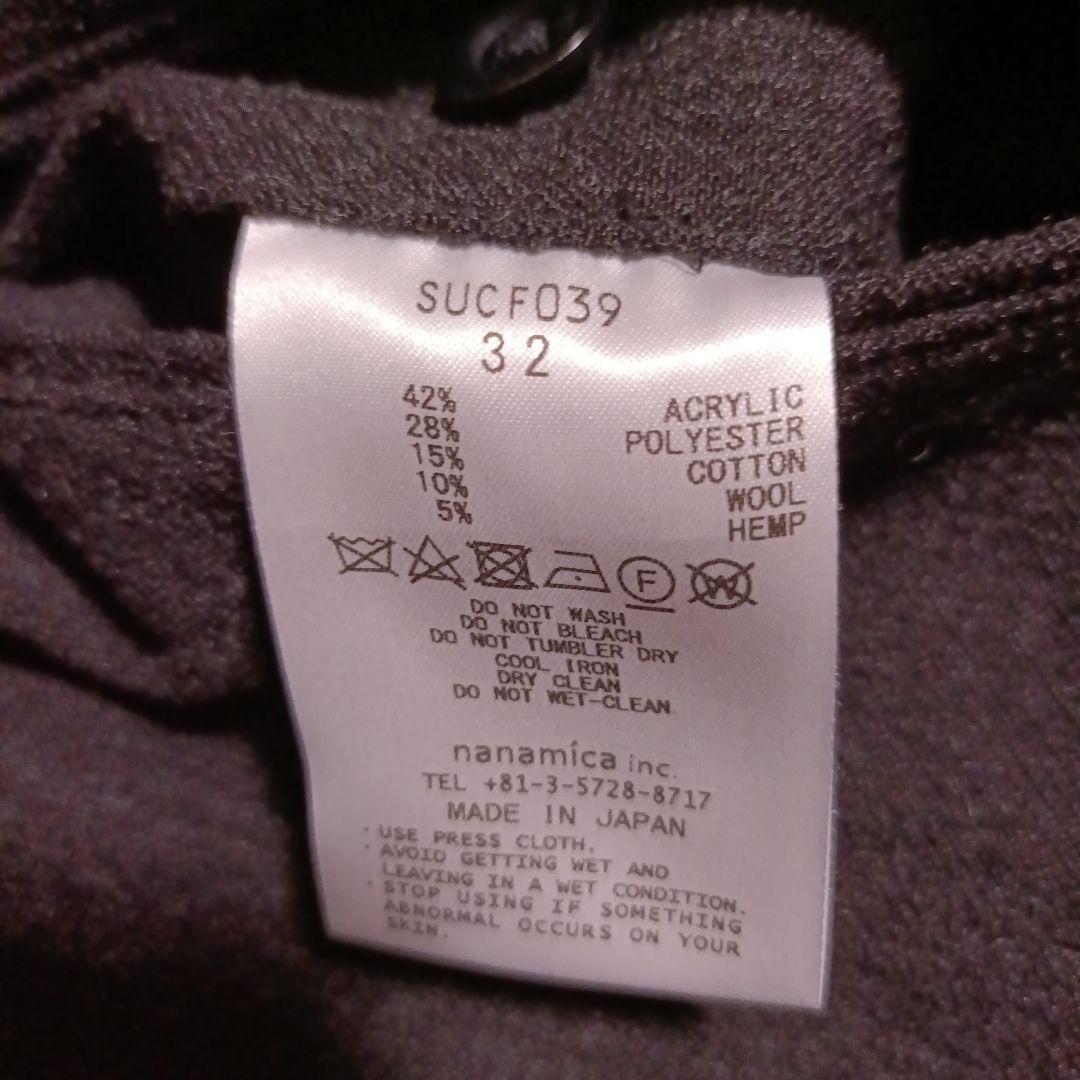 SUCF039
32
42% ACRYLIC
28% POLYESTER
15% COTTON
10% WOOL
5% HEMP
F W
DO NOT WASH
DO NOT BLEACH
DO NOT TUMBLER DRY
COOL IRON
DRY CLEAN
DO NOT WET-CLEAN
nanamica inc.
TEL +81-3-5728-8717
MADE IN JAPAN
・USE PRESS CLOTH.
・AVOID GETTING WET AND
LEAVING IN A WET CONDITION.
・STOP USING IF SOMETHING
ABNORMAL OCCURS ON YOUR
SKIN.